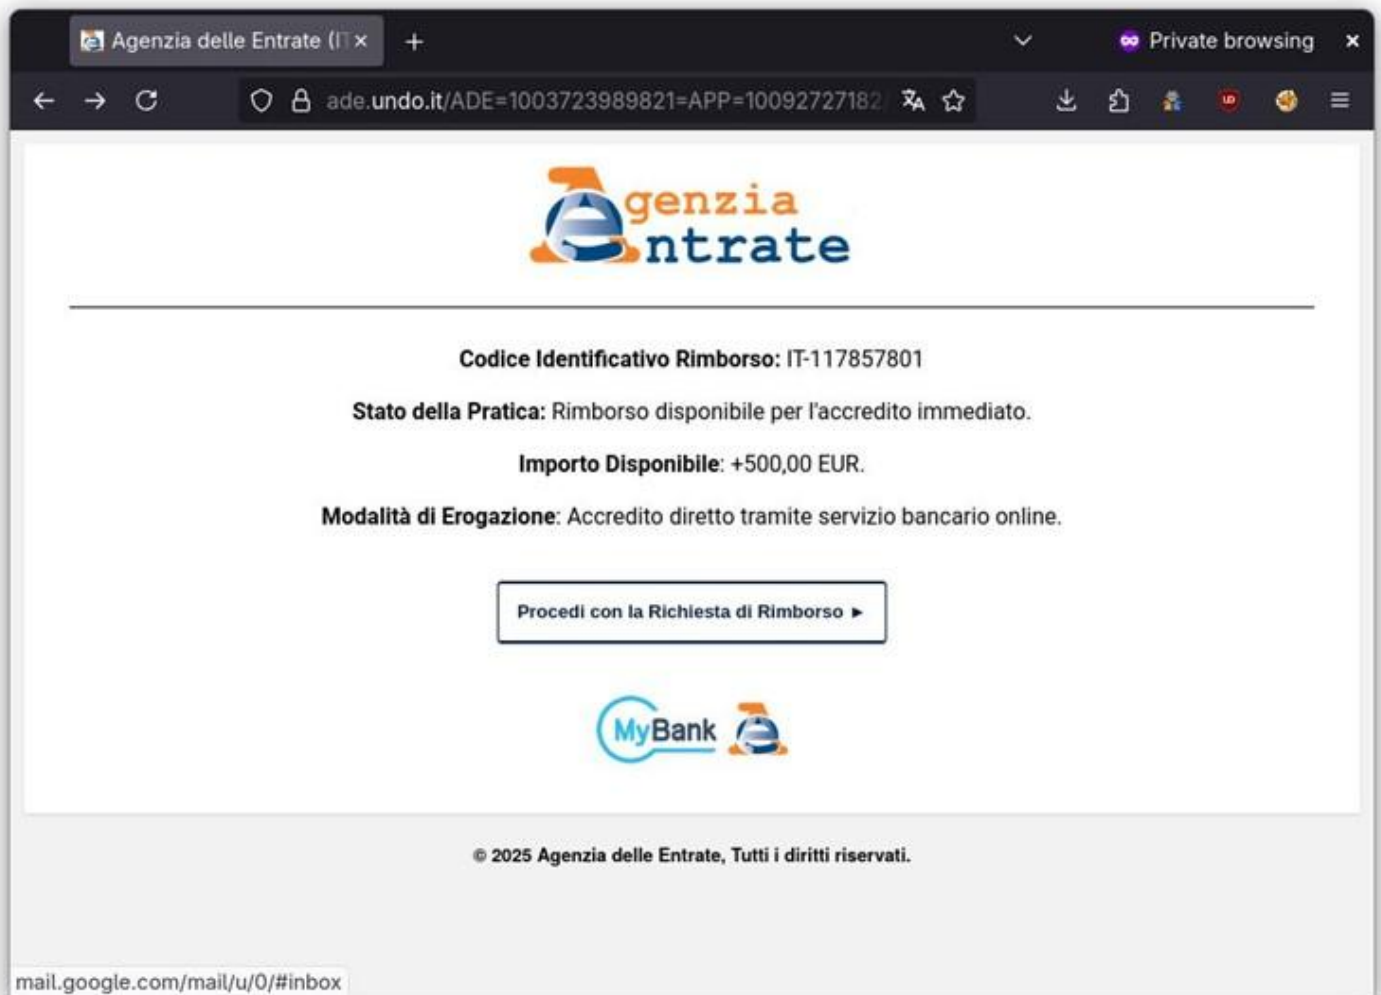 Agenzia delle Entrate (IT
Private browsing
ade.undo.it/ADE=1003723989821=APP=10092727182
UD
Agenzia
entrate
Codice Identificativo Rimborso: IT-117857801
Stato della Pratica: Rimborso disponibile per l'accredito immediato.
Importo Disponibile: +500,00 EUR.
Modalità di Erogazione: Accredito diretto tramite servizio bancario online.
Procedi con la Richiesta di Rimborso ►
MyBank
© 2025 Agenzia delle Entrate, Tutti i diritti riservati.
mail.google.com/mail/u/0/#inbox